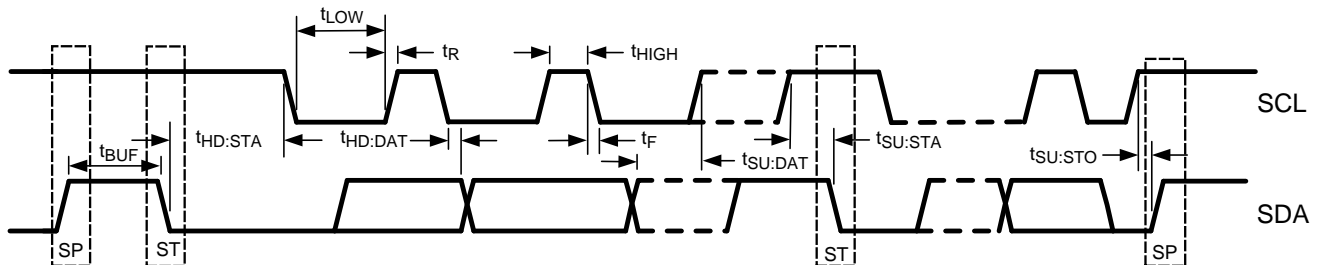 tLOW
tR
tHIGH
SCL
tHD:STA
tHD:DAT
tF
tSU:DAT
tSU:STA
tSU:STO
tBUF
SDA
SP
ST
ST
SP